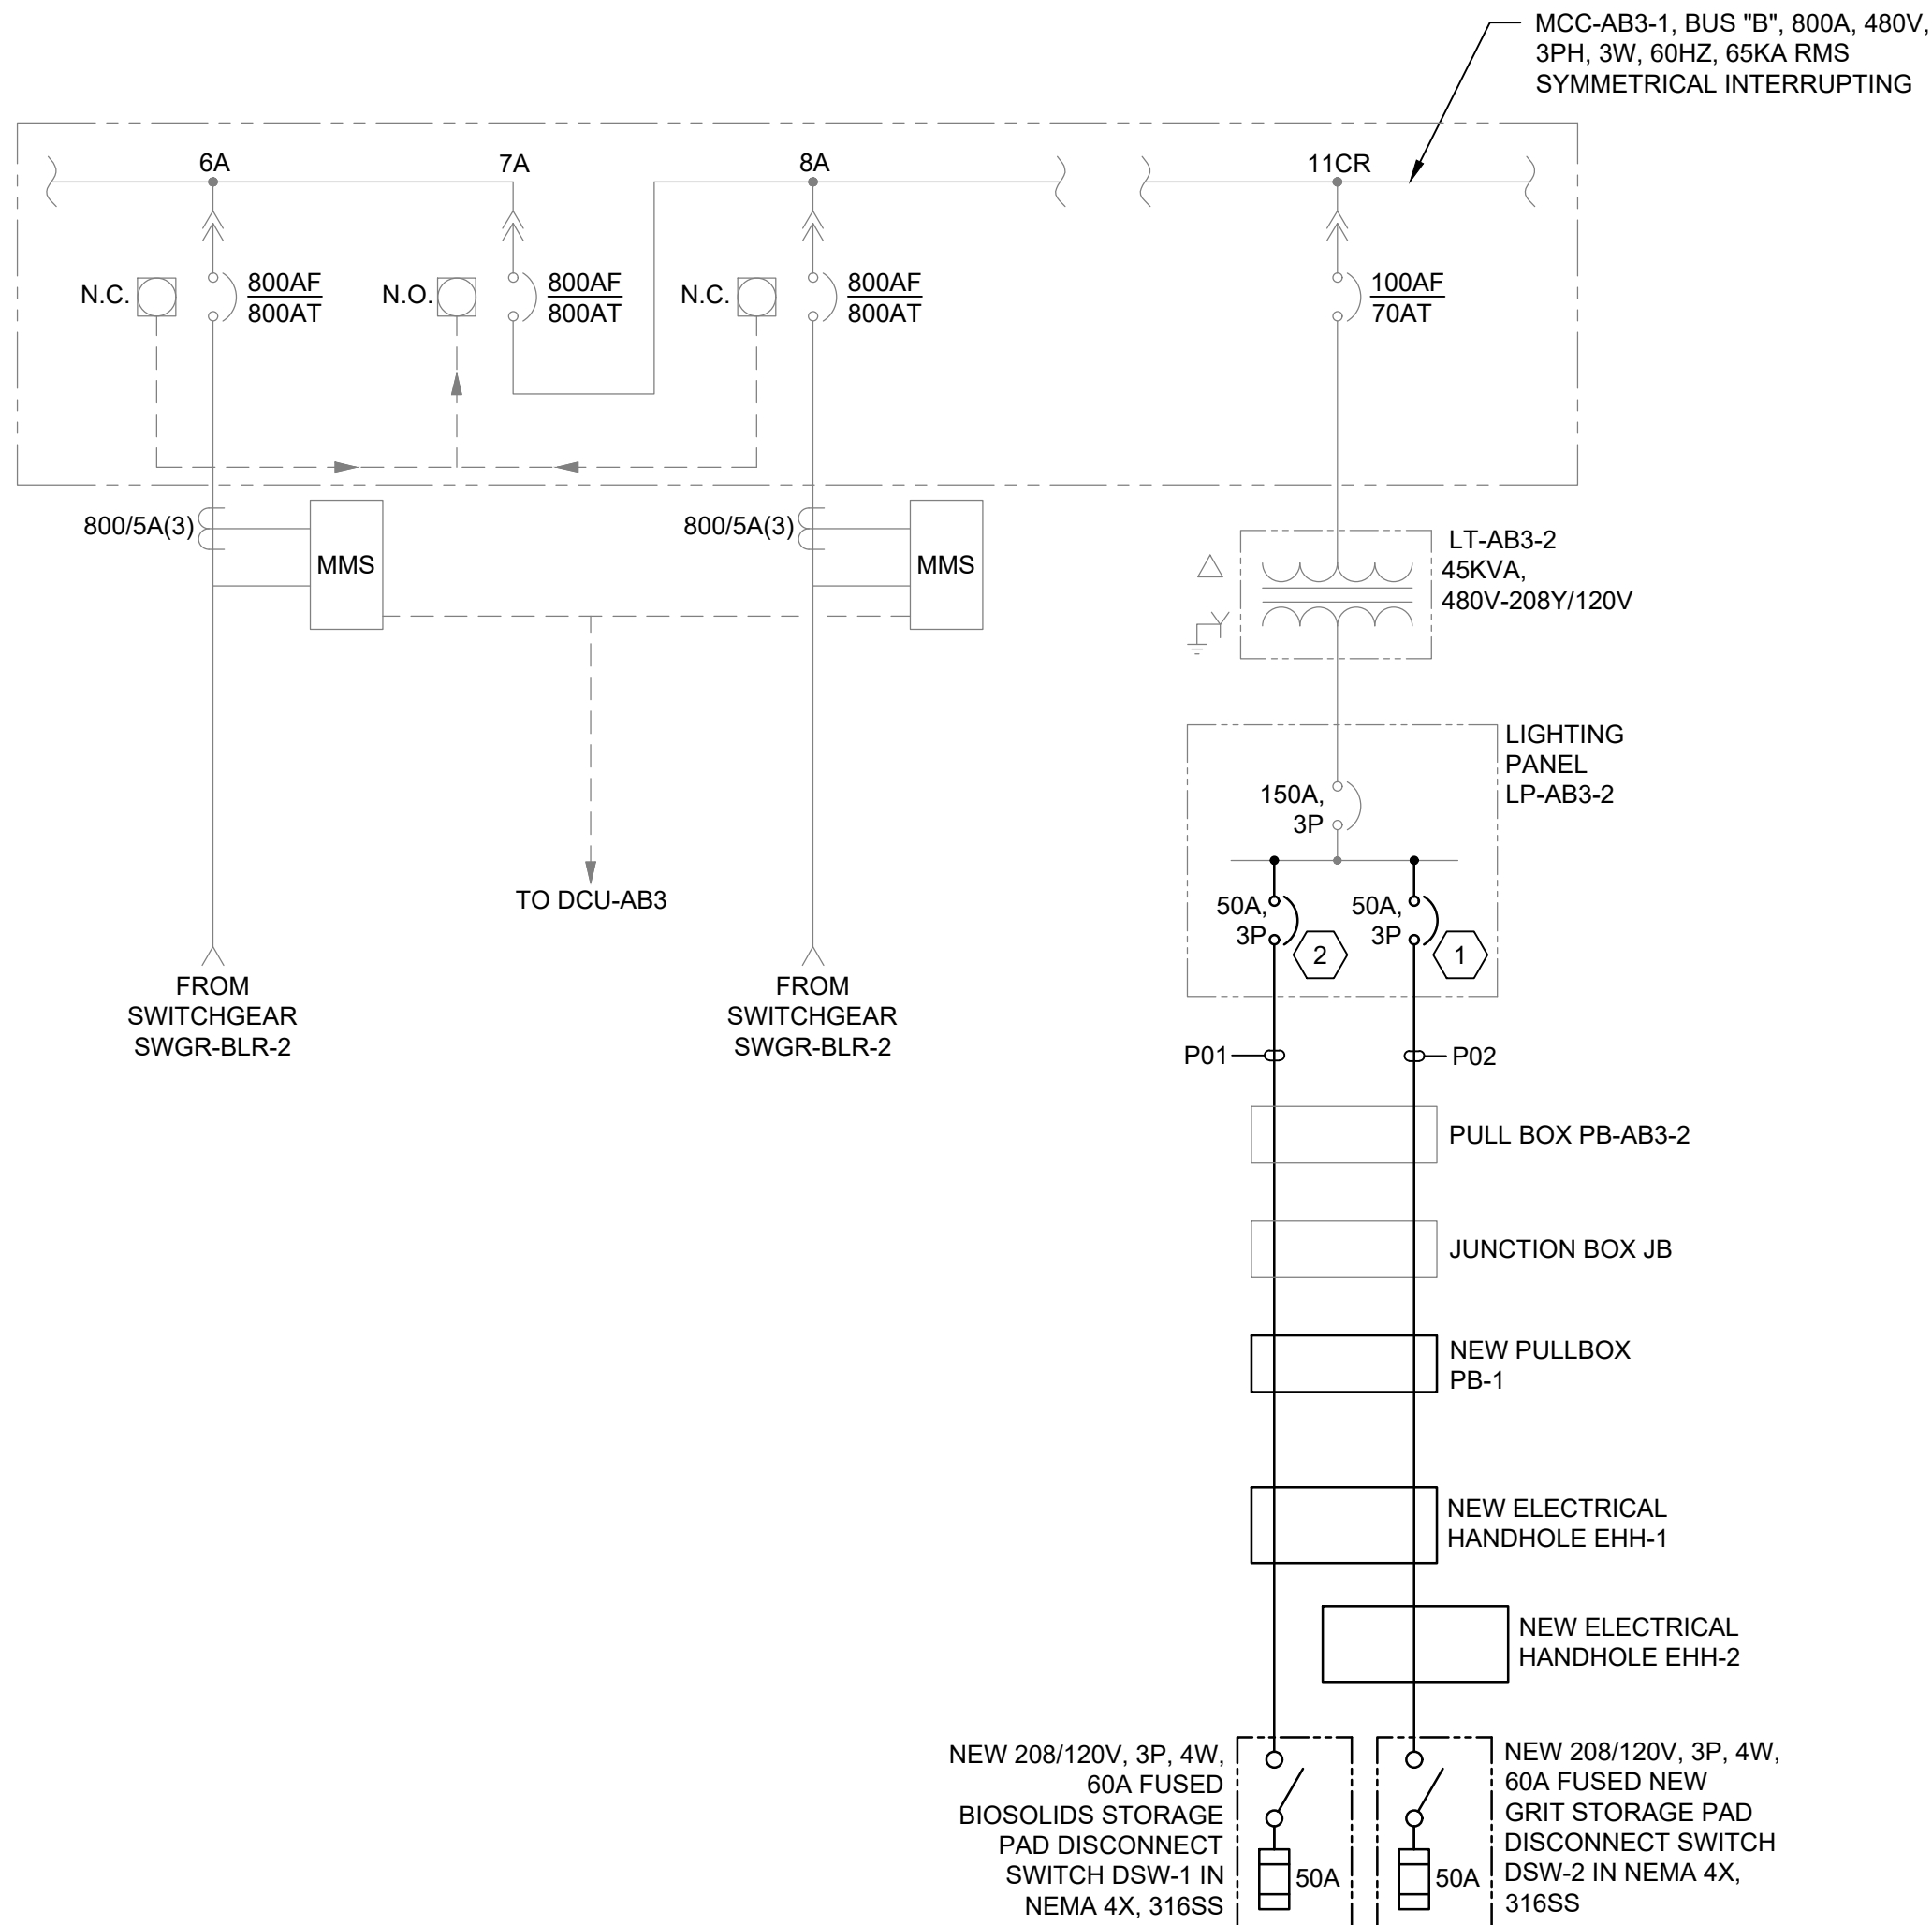 MCC-AB3-1, BUS "B", 800A, 480V,
3PH, 3W, 60HZ, 65KA RMS
SYMMETRICAL INTERRUPTING
6A
7A
8A
11CR
N.C.
800AF
800AT
N.O.
800AF
800AT
N.C.
800AF
800AT
100AF
70AT
800/5A(3)
MMS
800/5A(3)
MMS
LT-AB3-2
45KVA,
480V-208Y/120V
LIGHTING
PANEL
LP-AB3-2
150A,
3P
TO DCU-AB3
50A,
3P
2
50A,
3P
1
FROM
SWITCHGEAR
SWGR-BLR-2
FROM
SWITCHGEAR
SWGR-BLR-2
P01
P02
PULL BOX PB-AB3-2
JUNCTION BOX JB
NEW PULLBOX
PB-1
NEW ELECTRICAL
HANDHOLE EHH-1
NEW ELECTRICAL
HANDHOLE EHH-2
NEW 208/120V, 3P, 4W,
60A FUSED
BIOSOLIDS STORAGE
PAD DISCONNECT
SWITCH DSW-1 IN
NEMA 4X, 316SS
50A
50A
NEW 208/120V, 3P, 4W,
60A FUSED NEW
GRIT STORAGE PAD
DISCONNECT SWITCH
DSW-2 IN NEMA 4X,
316SS